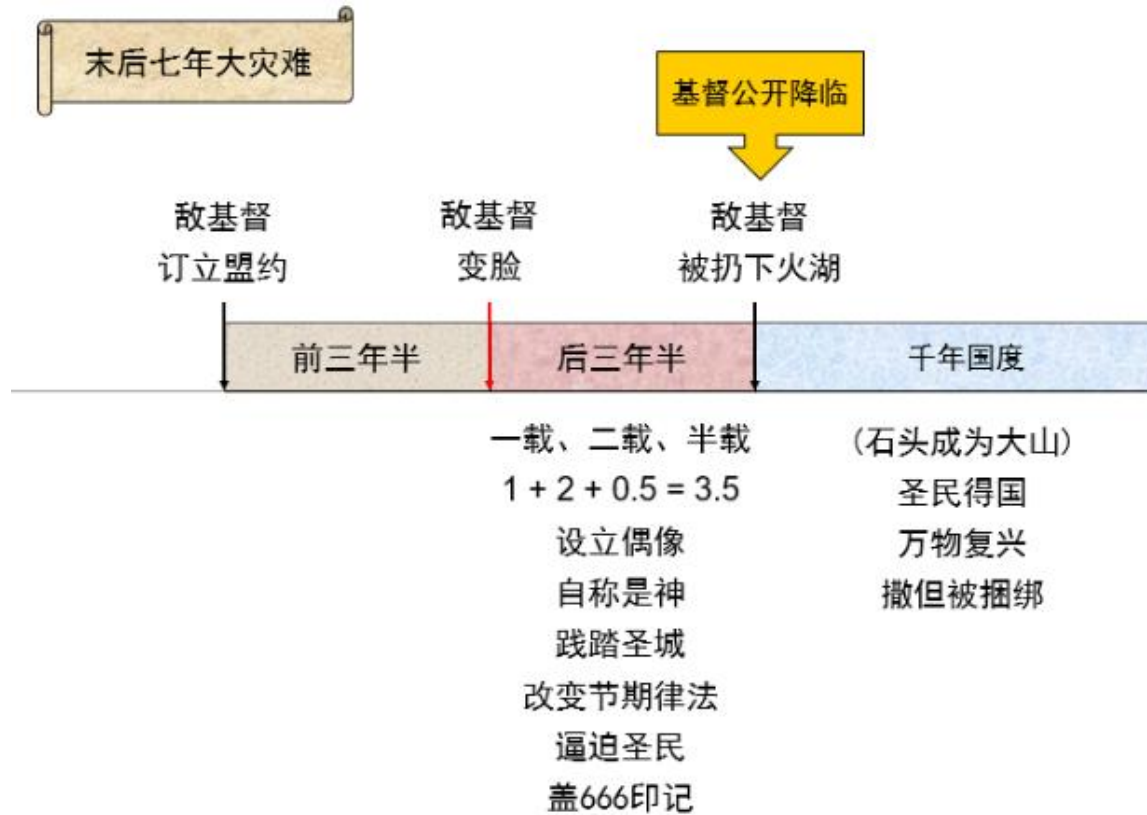 末后七年大灾难
基督公开降临
敌基督
订立盟约
敌基督
变脸
敌基督
被扔下火湖
前三年半
后三年半
千年国度
一载、二载、半载
1 + 2 + 0.5 = 3.5
设立偶像
自称是神
践踏圣城
改变节期律法
逼迫圣民
盖666印记
(石头成为大山)
圣民得国
万物复兴
撒但被捆绑